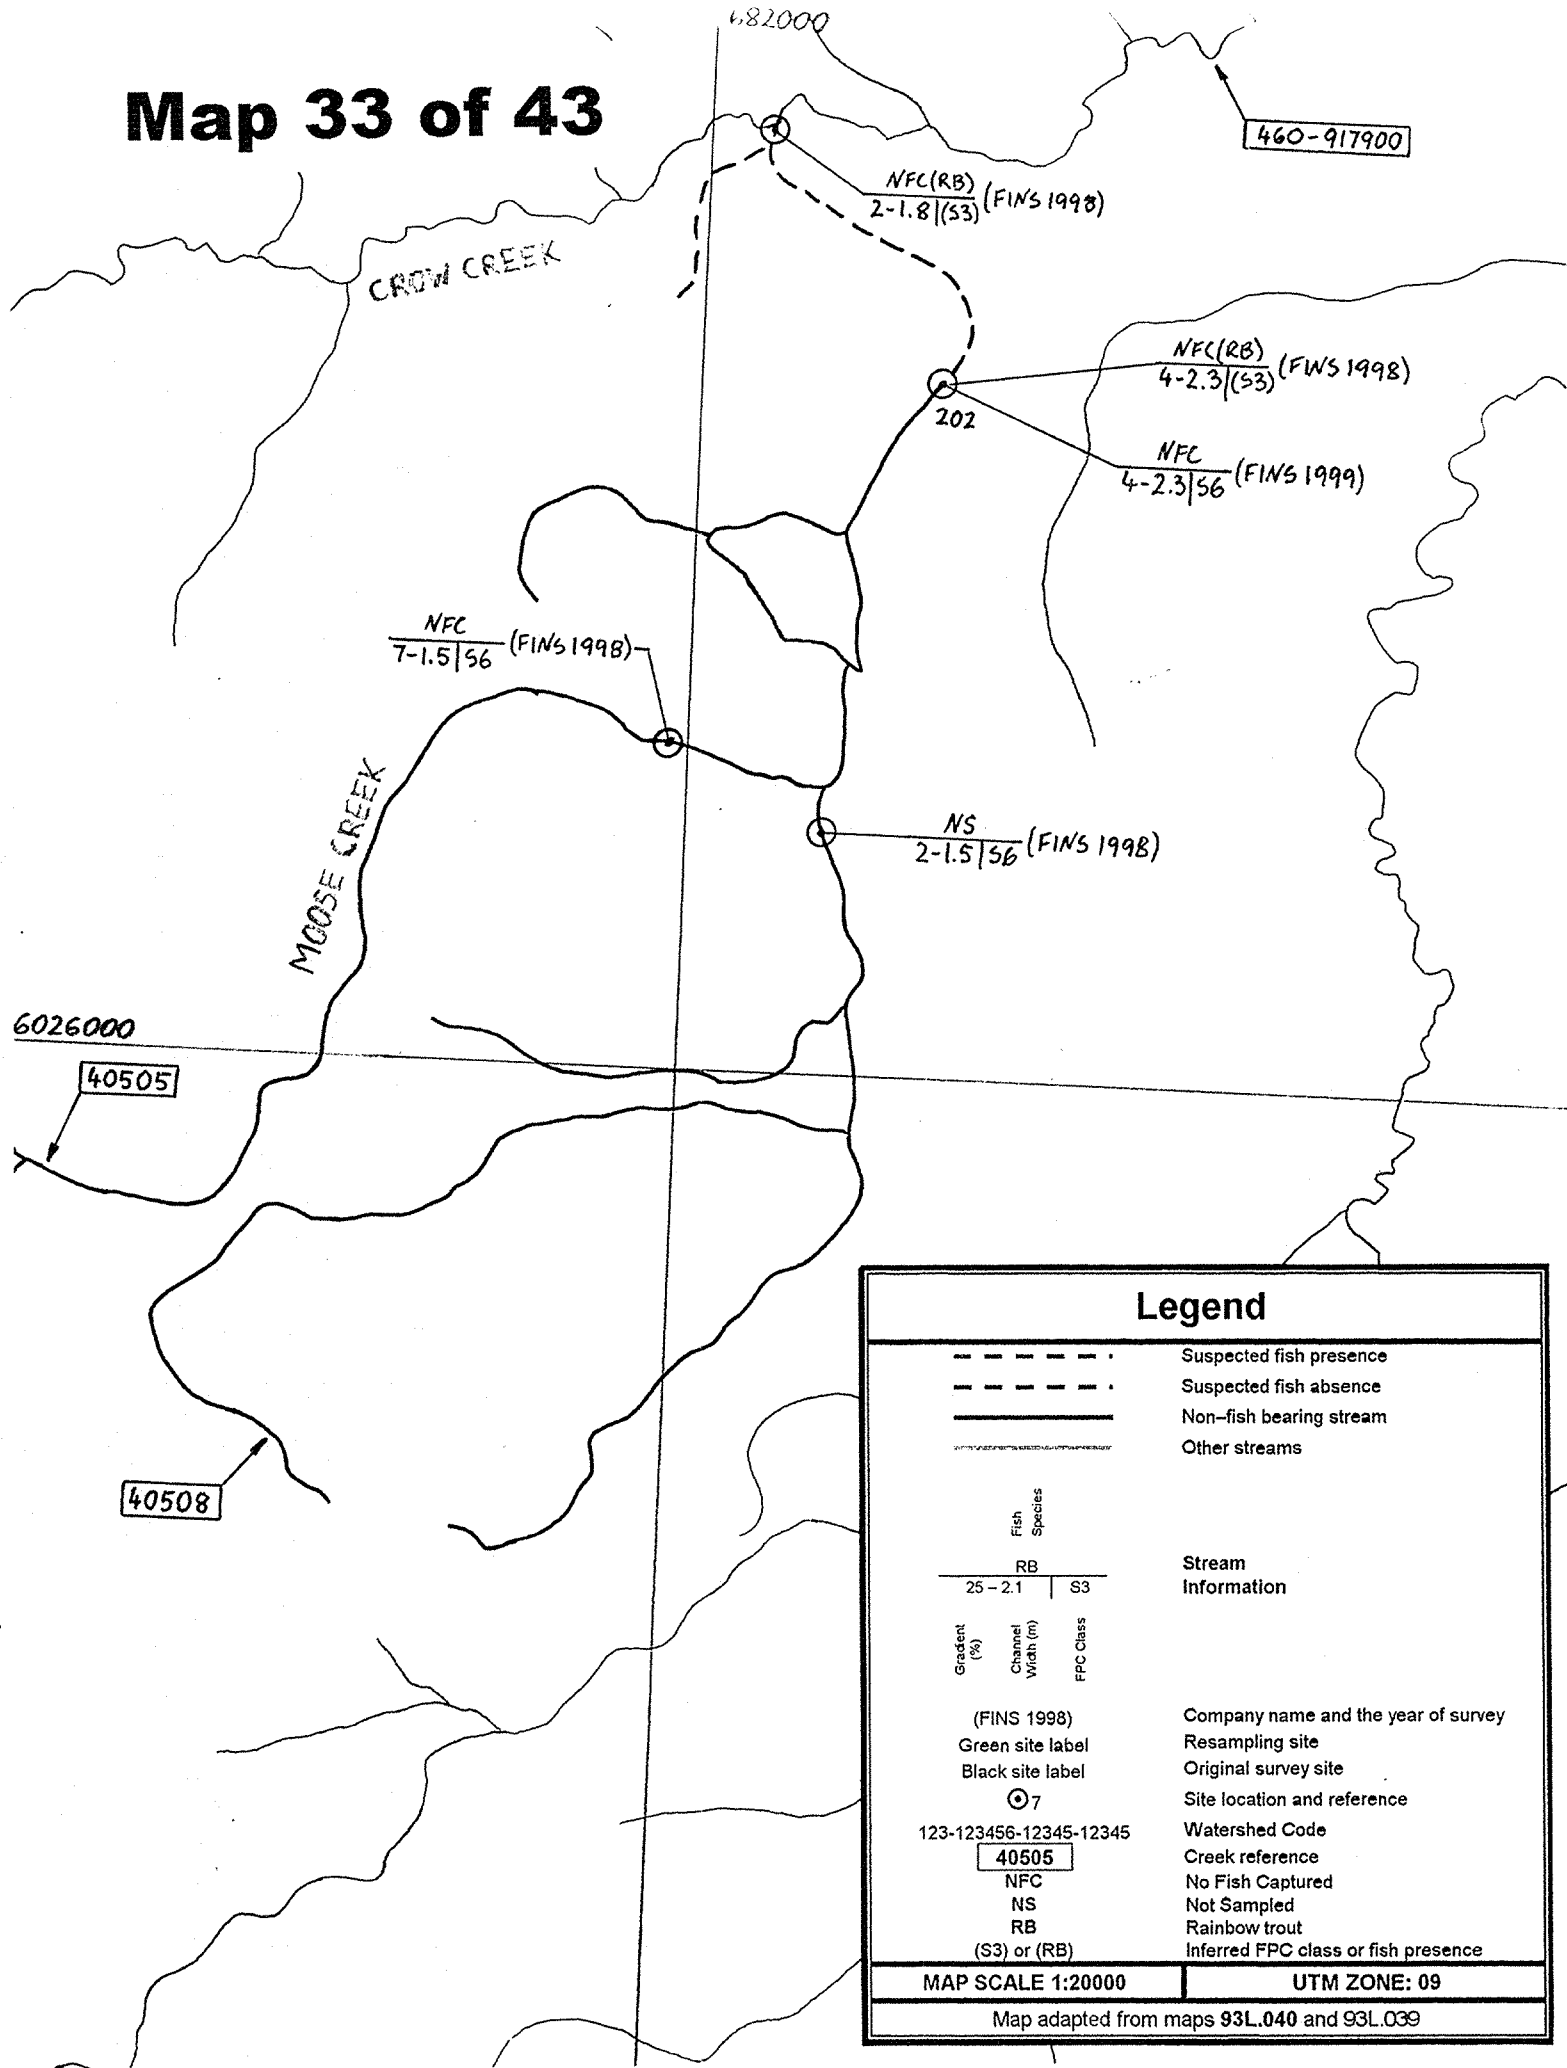 682000
Map 33 of 43
460-917900
NFC(RB)
2-1.8|(S3) (FINS 1998)
CROW CREEK
NFC(RB)
4-2.3|(S3) (FINS 1998)
202
NFC
4-2.3|S6 (FINS 1999)
NFC
7-1.5|S6 (FINS 1998)
MOOSE CREEK
NS
2-1.5|S6 (FINS 1998)
6026000
40505
40508
Legend
Suspected fish presence
Suspected fish absence
Non-fish bearing stream
Other streams
Fish
Species
RB
25 – 2.1 | S3
Stream
Information
Gradient
(%)
Channel
Width (m)
FPC Class
(FINS 1998) Company name and the year of survey
Green site label Resampling site
Black site label Original survey site
7 Site location and reference
123-123456-12345-12345 Watershed Code
40505 Creek reference
NFC No Fish Captured
NS Not Sampled
RB Rainbow trout
(S3) or (RB) Inferred FPC class or fish presence
MAP SCALE 1:20000 UTM ZONE: 09
Map adapted from maps 93L.040 and 93L.039